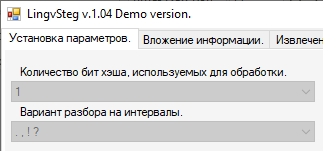 LingvSteg v.1.04 Demo version.
Установка параметров. Вложение информации. Извлечен
Количество бит хэша, используемых для обработки.
1
Вариант разбора на интервалы.
. , ! ?